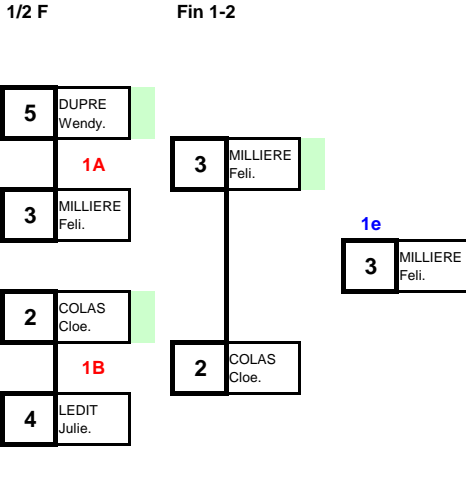 1/2 F
Fin 1-2
5
DUPRE
Wendy.
1A
3
MILLIERE
Feli.
3
MILLIERE
Feli.
1e
3
MILLIERE
Feli.
2
COLAS
Cloe.
1B
4
LEDIT
Julie.
2
COLAS
Cloe.